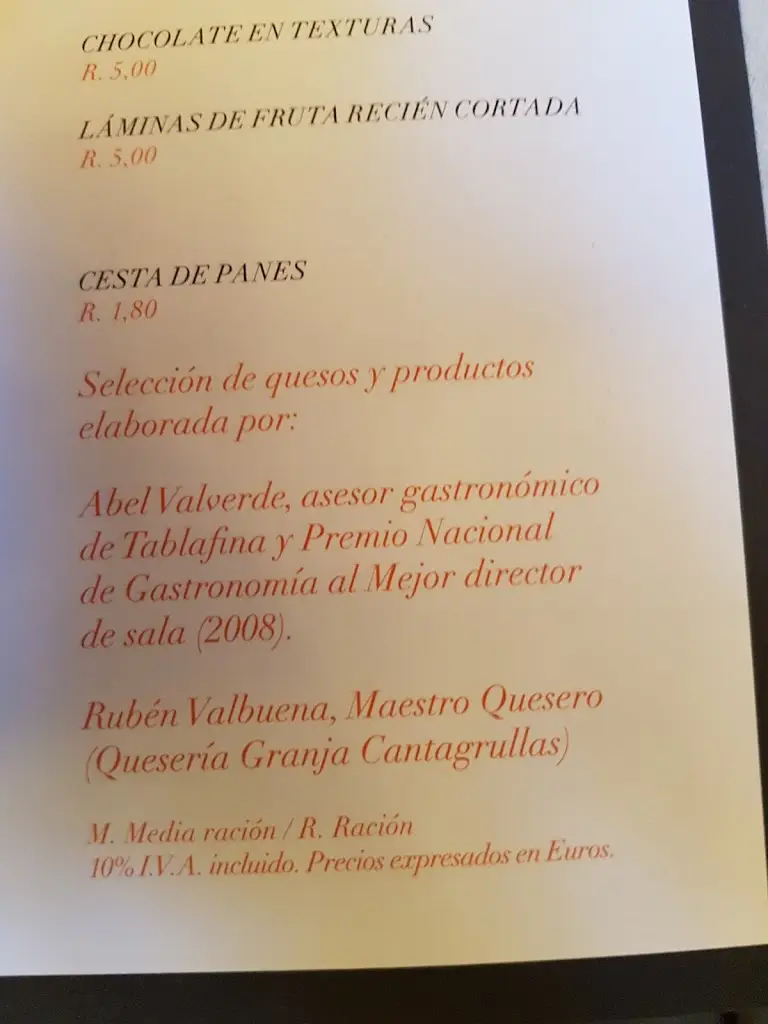 CHOCOLATE EN TEXTURAS
R. 5,00
LÁMINAS DE FRUTA RECIÉN CORTADA
R. 5,00
CESTA DE PANES
R. 1,80
Selección de quesos y productos
elaborada por:
Abel Valverde, asesor gastronómico
de Tablafina y Premio Nacional
de Gastronomía al Mejor director
de sala (2008).
Rubén Valbuena, Maestro Quesero
(Quesería Granja Cantagrullas)
M. Media ración / R. Ración
10% I.V.A. incluido. Precios expresados en Euros.